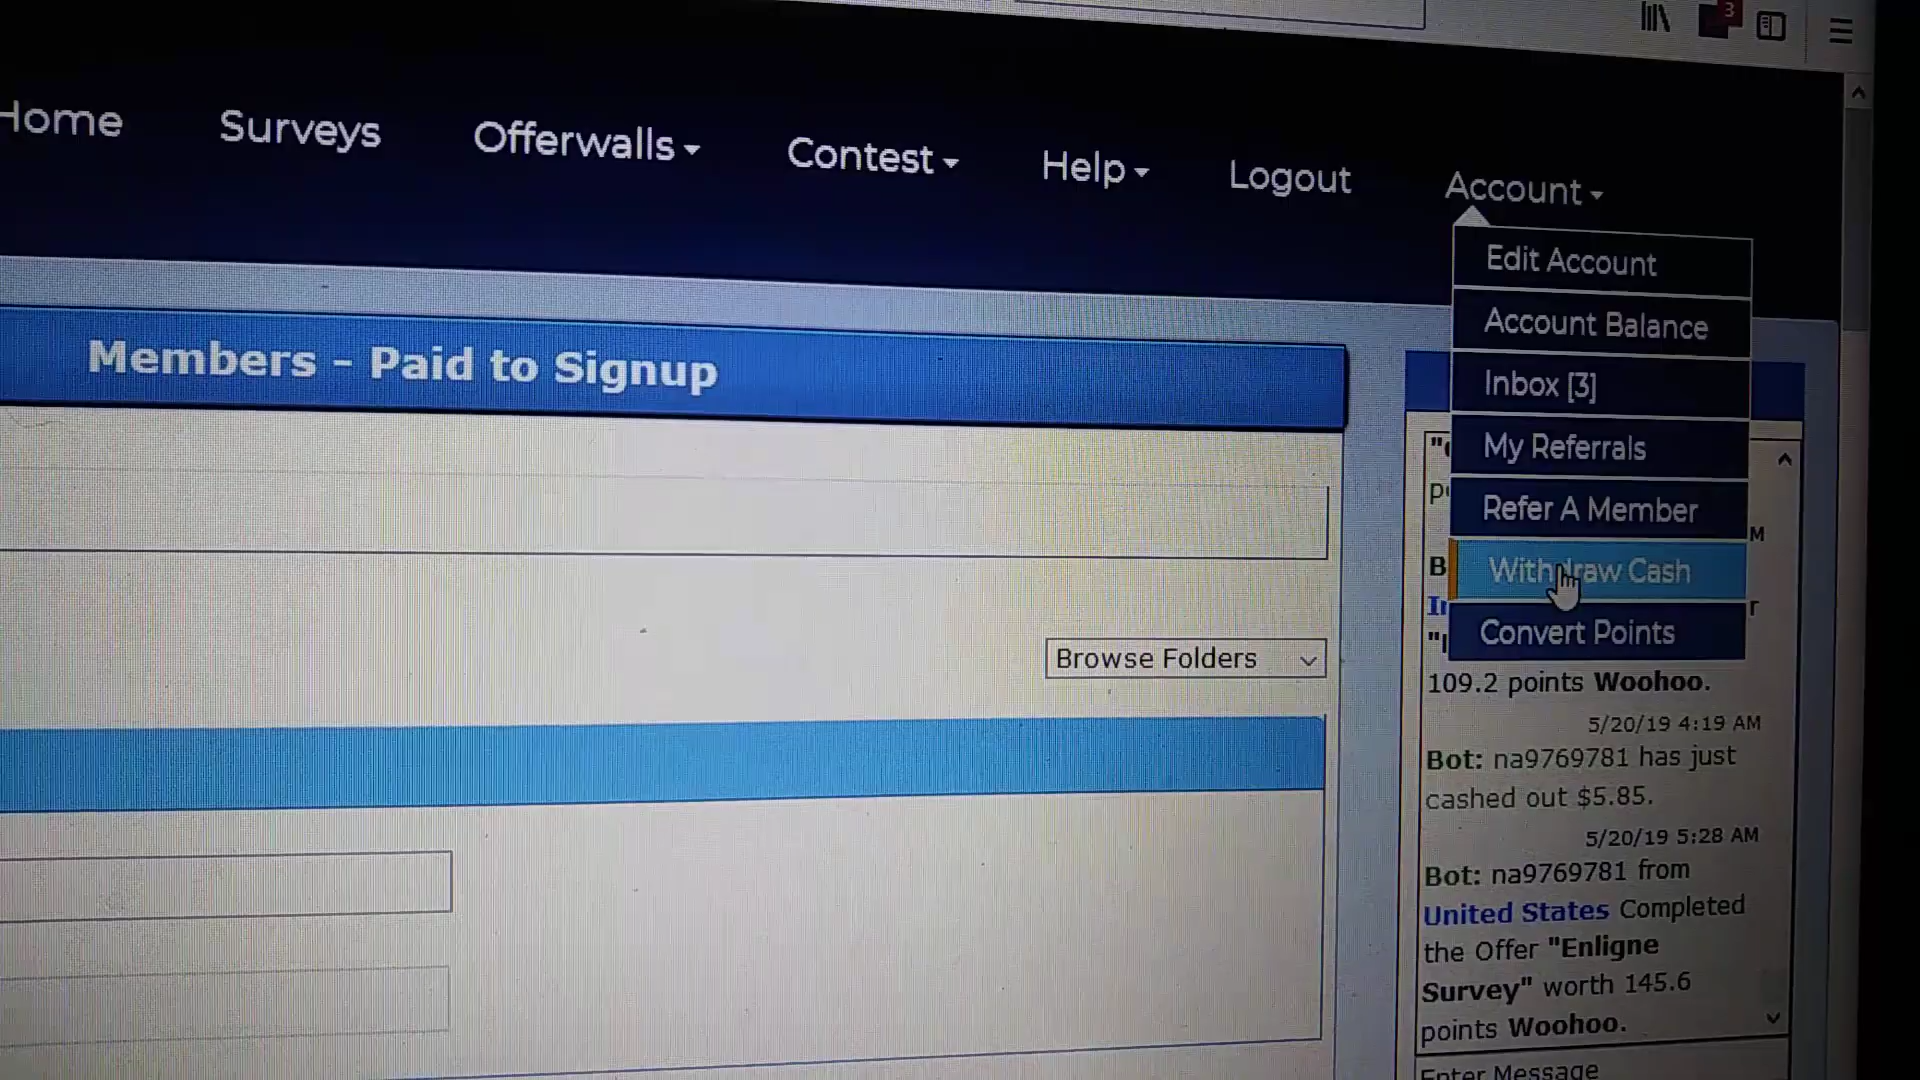 3
Home
Surveys
Offerwalls
Contest
Help
Logout
Account
Edit Account
Account Balance
Inbox [3]
My Referrals
Refer A Member
Withdraw Cash
Convert Points
Members - Paid to Signup
Browse Folders
109.2 points Woohoo.
5/20/19 4:19 AM
Bot: na9769781 has just
cashed out $5.85.
5/20/19 5:28 AM
Bot: na9769781 from
United States Completed
the Offer "Enligne
Survey" worth 145.6
points Woohoo.
Enter Message